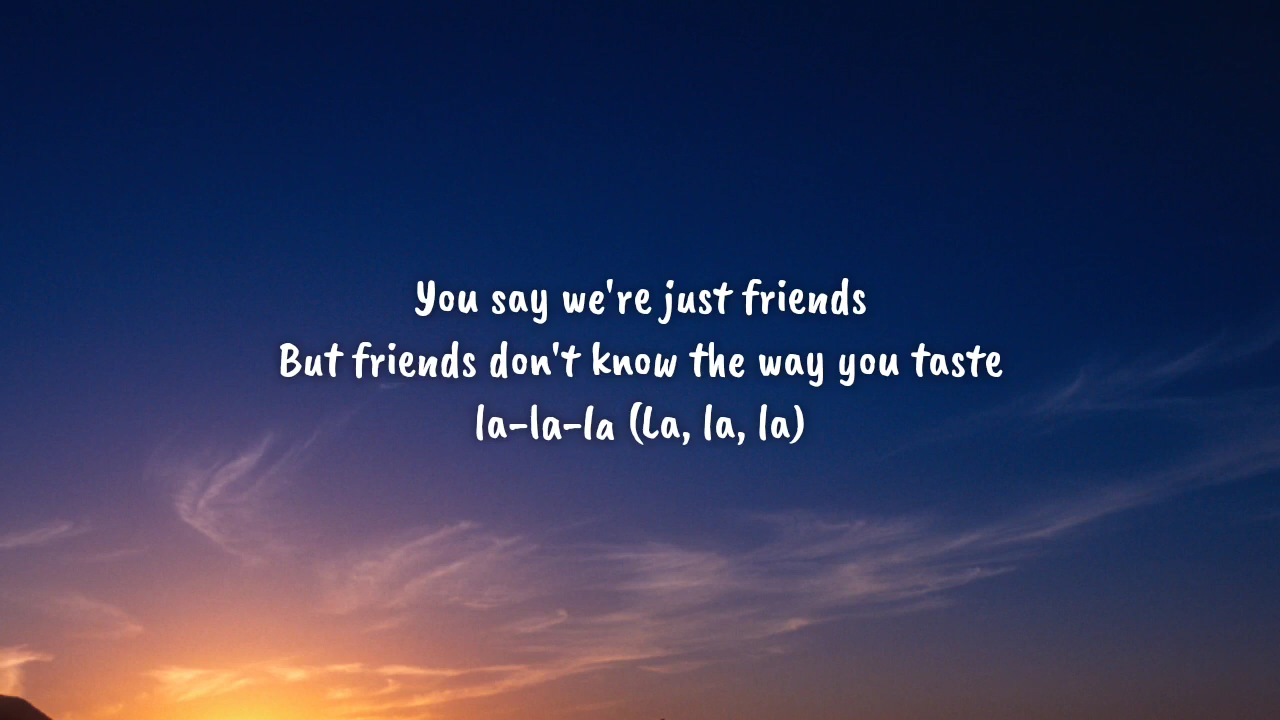 You say we're just friends
But friends don't know the way you taste
la-la-la (La, la, la)